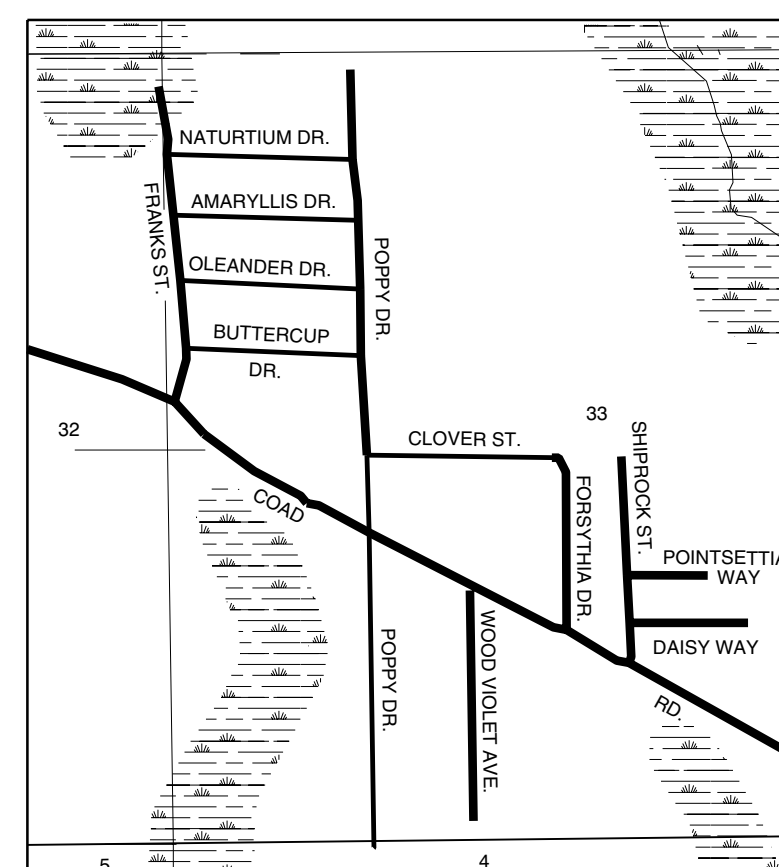 NATURTIUM DR.
AMARYLLIS DR.
FRANKS ST.
OLEANDER DR.
POPPY DR.
BUTTERCUP
DR.
33
32
CLOVER ST.
SHIPROCK ST.
COAD
FORSYTHIA DR.
POINTSETTIA
WAY
WOOD VIOLET AVE.
POPPY DR.
DAISY WAY
RD.
5
4